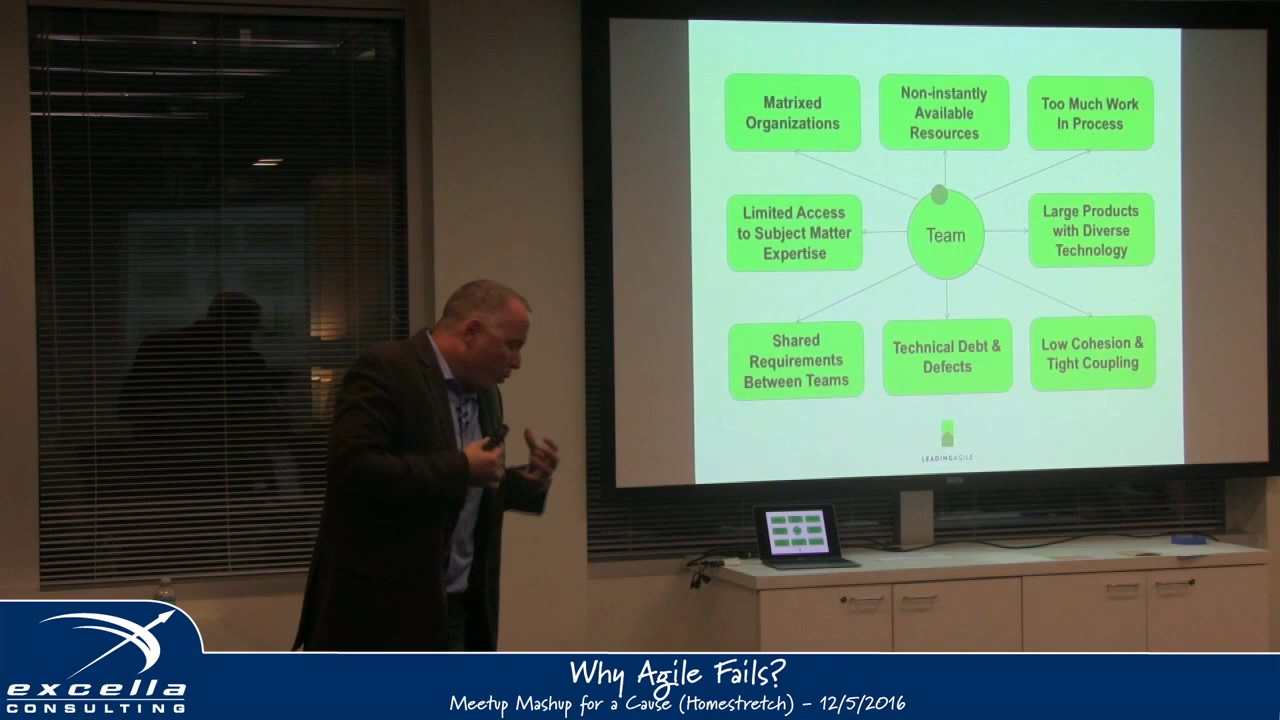 Matrixed
Organizations
Non-instantly
Available
Resources
Too Much Work
In Process
Limited Access
to Subject Matter
Expertise
Team
Large Products
with Diverse
Technology
Shared
Requirements
Between Teams
Technical Debt &
Defects
Low Cohesion &
Tight Coupling
LEADINGAGILE
excella
CONSULTING
Why Agile Fails?
Meetup Mashup for a Cause (Homestretch) - 12/5/2016